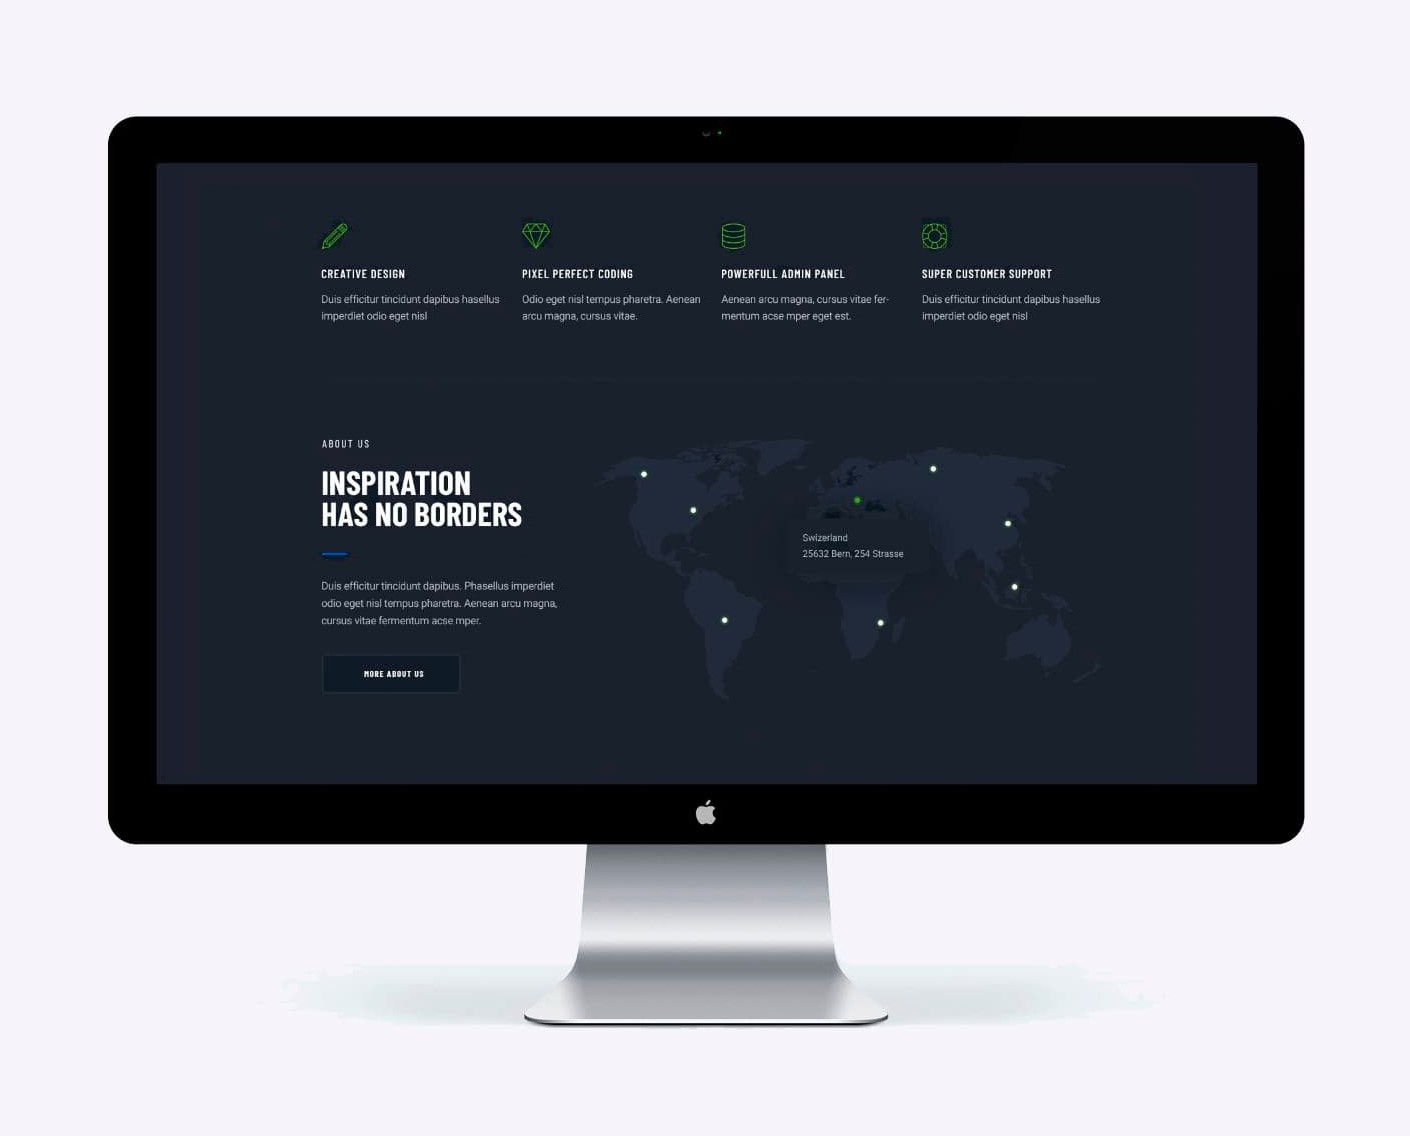 CREATIVE DESIGN
Duis efficitur tincidunt dapibus hasellus
imperdiet odio eget nisl
PIXEL PERFECT CODING
Odio eget nisl tempus pharetra. Aenean
arcu magna, cursus vitae.
POWERFULL ADMIN PANEL
Aenean arcu magna, cursus vitae fer-
mentum acse mper eget est.
SUPER CUSTOMER SUPPORT
Duis efficitur tincidunt dapibus hasellus
imperdiet odio eget nisl
ABOUT US
INSPIRATION
HAS NO BORDERS
Duis efficitur tincidunt dapibus. Phasellus imperdiet
odio eget nisl tempus pharetra. Aenean arcu magna,
cursus vitae fermentum acse mper.
MORE ABOUT US
Swizerland
25632 Bern, 254 Strasse